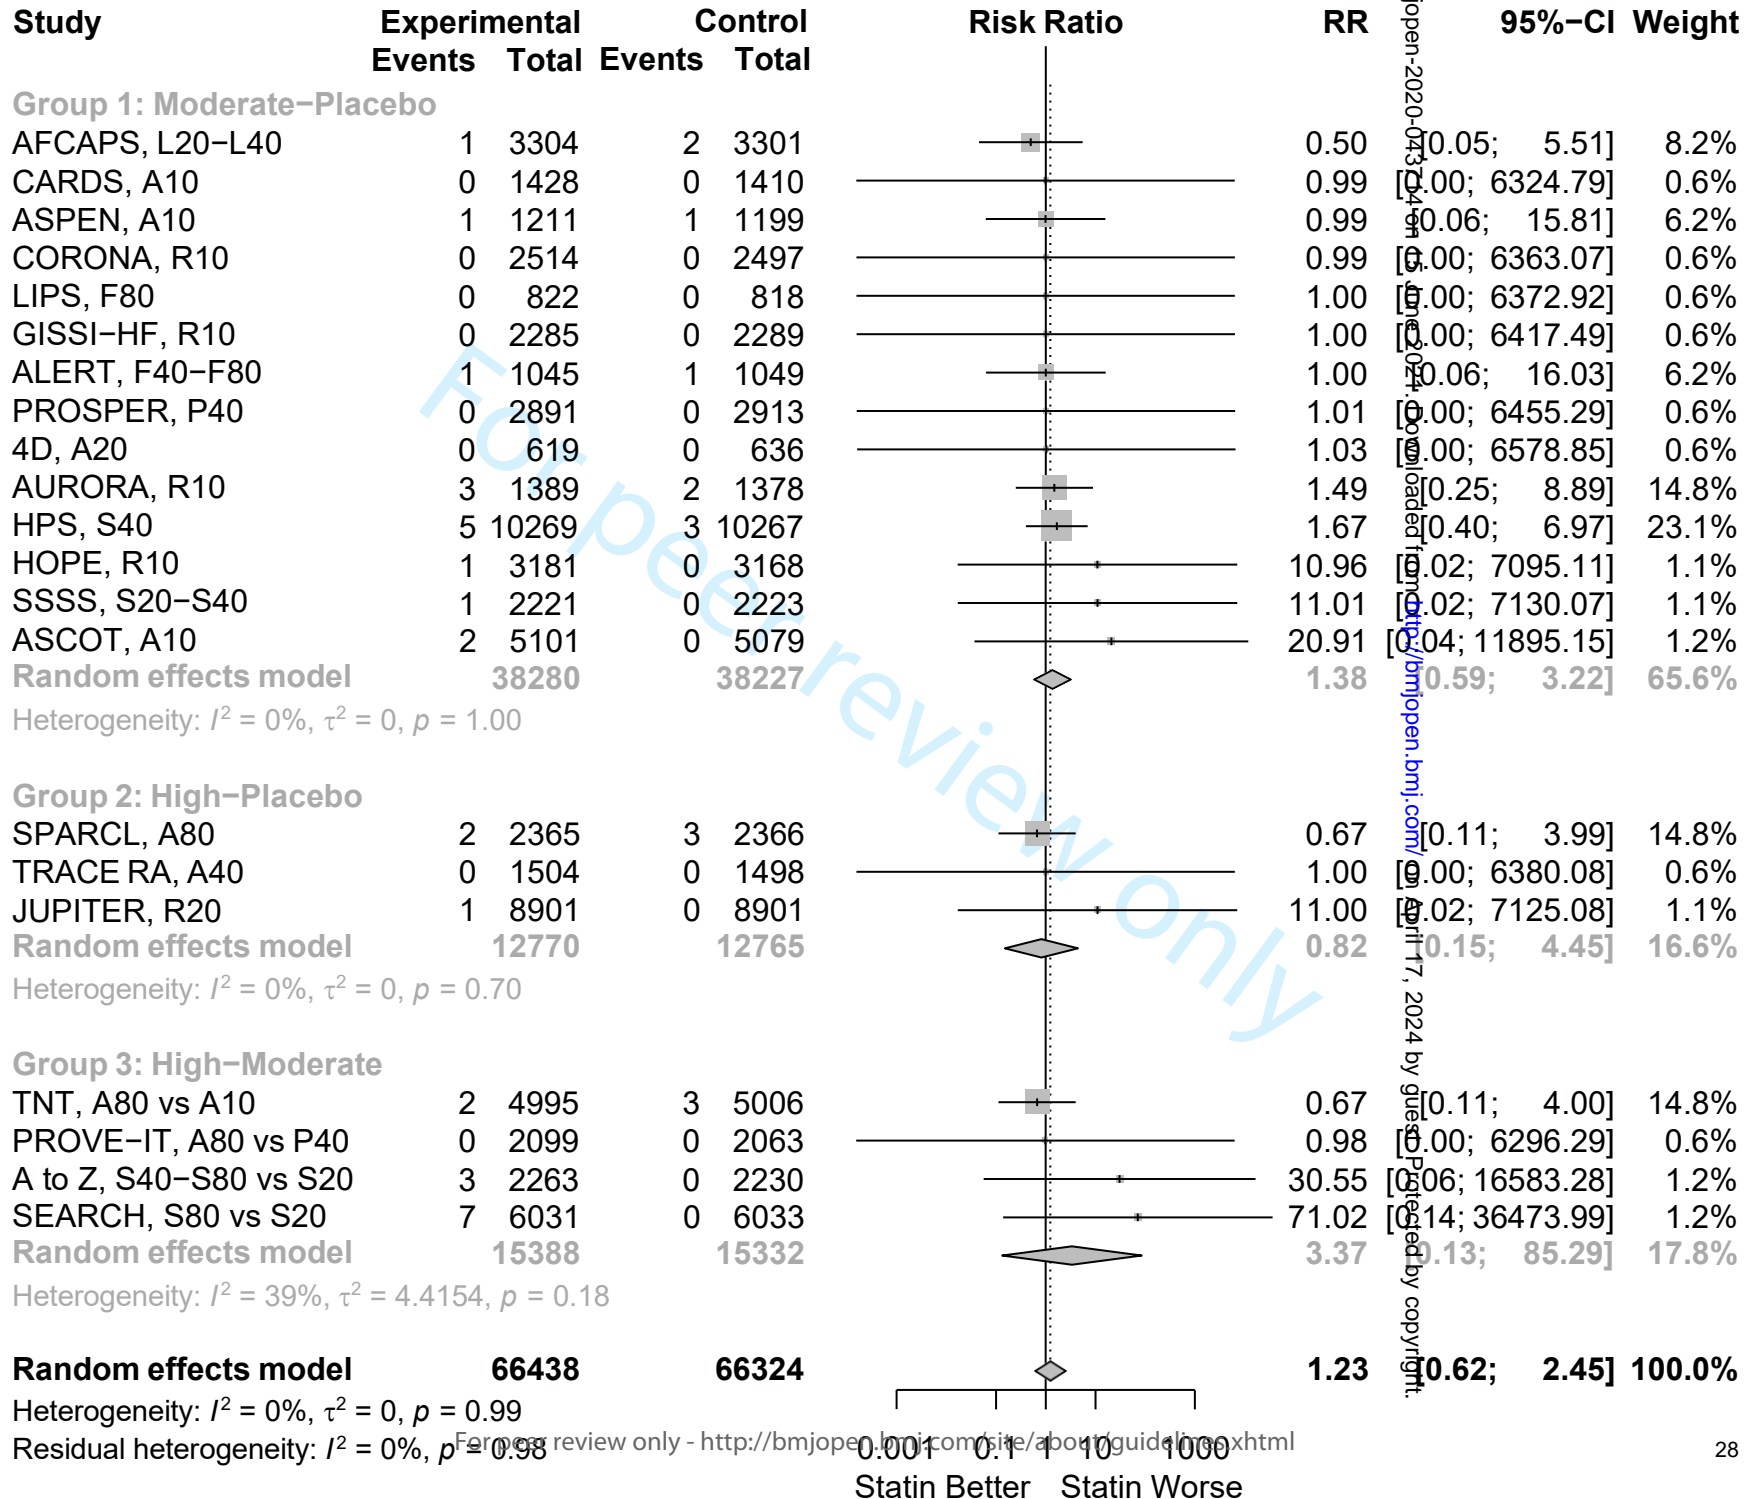 Study Experimental Control Risk Ratio RR 95%−CI Weight
Events Total Events Total
Group 1: Moderate−Placebo
AFCAPS, L20−L40 1 3304 2 3301 0.50 [0.05; 5.51] 8.2%
CARDS, A10 0 1428 0 1410 0.99 [0.00; 6324.79] 0.6%
ASPEN, A10 1 1211 1 1199 0.99 [0.06; 15.81] 6.2%
CORONA, R10 0 2514 0 2497 0.99 [0.00; 6363.07] 0.6%
LIPS, F80 0 822 0 818 1.00 [0.00; 6372.92] 0.6%
GISSI−HF, R10 0 2285 0 2289 1.00 [0.00; 6417.49] 0.6%
ALERT, F40−F80 1 1045 1 1049 1.00 [0.06; 16.03] 6.2%
PROSPER, P40 0 2891 0 2913 1.01 [0.00; 6455.29] 0.6%
4D, A20 0 619 0 636 1.03 [0.00; 6578.85] 0.6%
AURORA, R10 3 1389 2 1378 1.49 [0.25; 8.89] 14.8%
HPS, S40 5 10269 3 10267 1.67 [0.40; 6.97] 23.1%
HOPE, R10 1 3181 0 3168 10.96 [0.02; 7095.11] 1.1%
SSSS, S20−S40 1 2221 0 2223 11.01 [0.02; 7130.07] 1.1%
ASCOT, A10 2 5101 0 5079 20.91 [0.04; 11895.15] 1.2%
Random effects model 38280 38227 1.38 [0.59; 3.22] 65.6%
Heterogeneity: I² = 0%, τ² = 0, p = 1.00
Group 2: High−Placebo
SPARCL, A80 2 2365 3 2366 0.67 [0.11; 3.99] 14.8%
TRACE RA, A40 0 1504 0 1498 1.00 [0.00; 6380.08] 0.6%
JUPITER, R20 1 8901 0 8901 11.00 [0.02; 7125.08] 1.1%
Random effects model 12770 12765 0.82 [0.15; 4.45] 16.6%
Heterogeneity: I² = 0%, τ² = 0, p = 0.70
Group 3: High−Moderate
TNT, A80 vs A10 2 4995 3 5006 0.67 [0.11; 4.00] 14.8%
PROVE−IT, A80 vs P40 0 2099 0 2063 0.98 [0.00; 6296.29] 0.6%
A to Z, S40−S80 vs S20 3 2263 0 2230 30.55 [0.06; 16583.28] 1.2%
SEARCH, S80 vs S20 7 6031 0 6033 71.02 [0.14; 36473.99] 1.2%
Random effects model 15388 15332 3.37 [0.13; 85.29] 17.8%
Heterogeneity: I² = 39%, τ² = 4.4154, p = 0.18
Random effects model 66438 66324 1.23 [0.62; 2.45] 100.0%
Heterogeneity: I² = 0%, τ² = 0, p = 0.99
Residual heterogeneity: I² = 0%, p = 0.98
0.001 0.1 1 10 1000
Statin Better Statin Worse
For peer review only - http://bmjopen.bmj.com/site/about/guidelines.xhtml
28
For peer review only
jopen-2020-043714 on 15 June 2021. Downloaded from http://bmjopen.bmj.com/ on April 17, 2024 by guest. Protected by copyright.